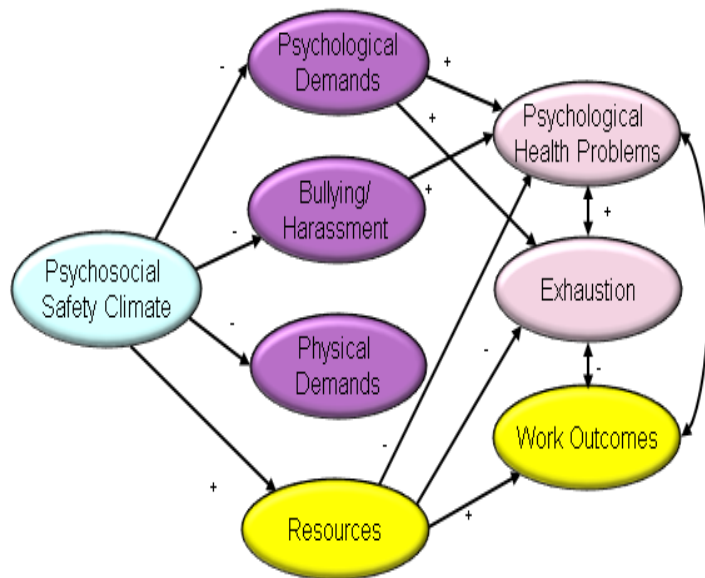 Psychological
Demands
-
+
+
Psychological
Health Problems
Bullying/
Harassment
+
-
+
Psychosocial
Safety Climate
Exhaustion
-
Physical
Demands
-
-
Work Outcomes
-
+
Resources
+